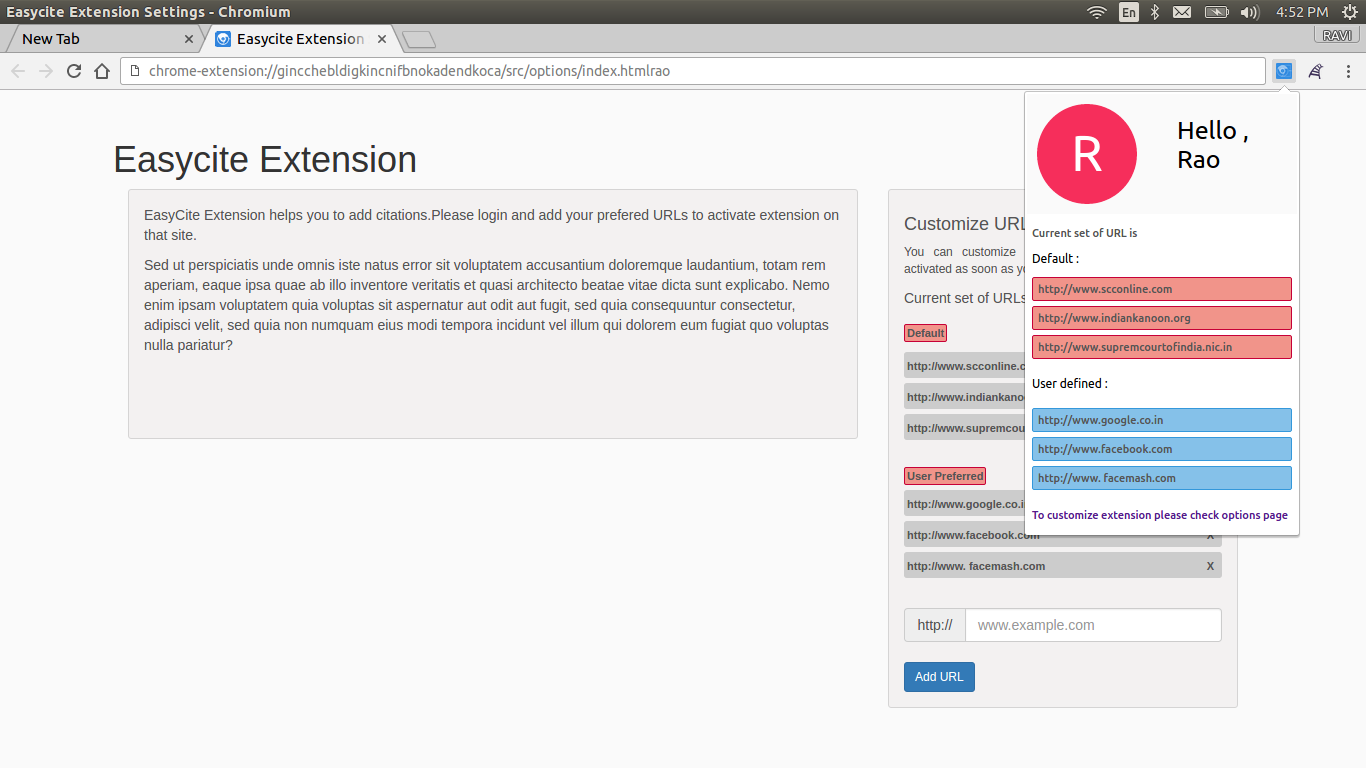 Easycite Extension Settings - Chromium
En
4:52 PM
New Tab
Easycite Extension
RAVI
chrome-extension://gincchebldigkincnifbnokadendkoca/src/options/index.htmlrao
Easycite Extension
EasyCite Extension helps you to add citations.Please login and add your prefered URLs to activate extension on
that site.
Sed ut perspiciatis unde omnis iste natus error sit voluptatem accusantium doloremque laudantium, totam rem
aperiam, eaque ipsa quae ab illo inventore veritatis et quasi architecto beatae vitae dicta sunt explicabo. Nemo
enim ipsam voluptatem quia voluptas sit aspernatur aut odit aut fugit, sed quia consequuntur consectetur,
adipisci velit, sed quia non numquam eius modi tempora incidunt vel illum qui dolorem eum fugiat quo voluptas
nulla pariatur?
Customize URL
You can customize
activated as soon as
Current set of URLs
Default
http://www.scconline.c
http://www.indiankano
http://www.supremcou
User Preferred
http://www.google.co.i
http://www.facebook.com X
http://www. facemash.com X
http:// www.example.com
Add URL
R
Hello ,
Rao
Current set of URL is
Default :
http://www.scconline.com
http://www.indiankanoon.org
http://www.supremcourtofindia.nic.in
User defined :
http://www.google.co.in
http://www.facebook.com
http://www. facemash.com
To customize extension please check options page